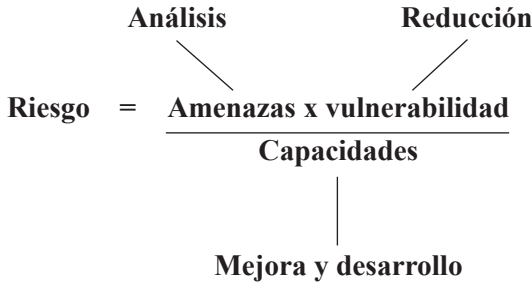 Análisis Reducción
Riesgo = Amenazas x vulnerabilidad
Capacidades
Mejora y desarrollo